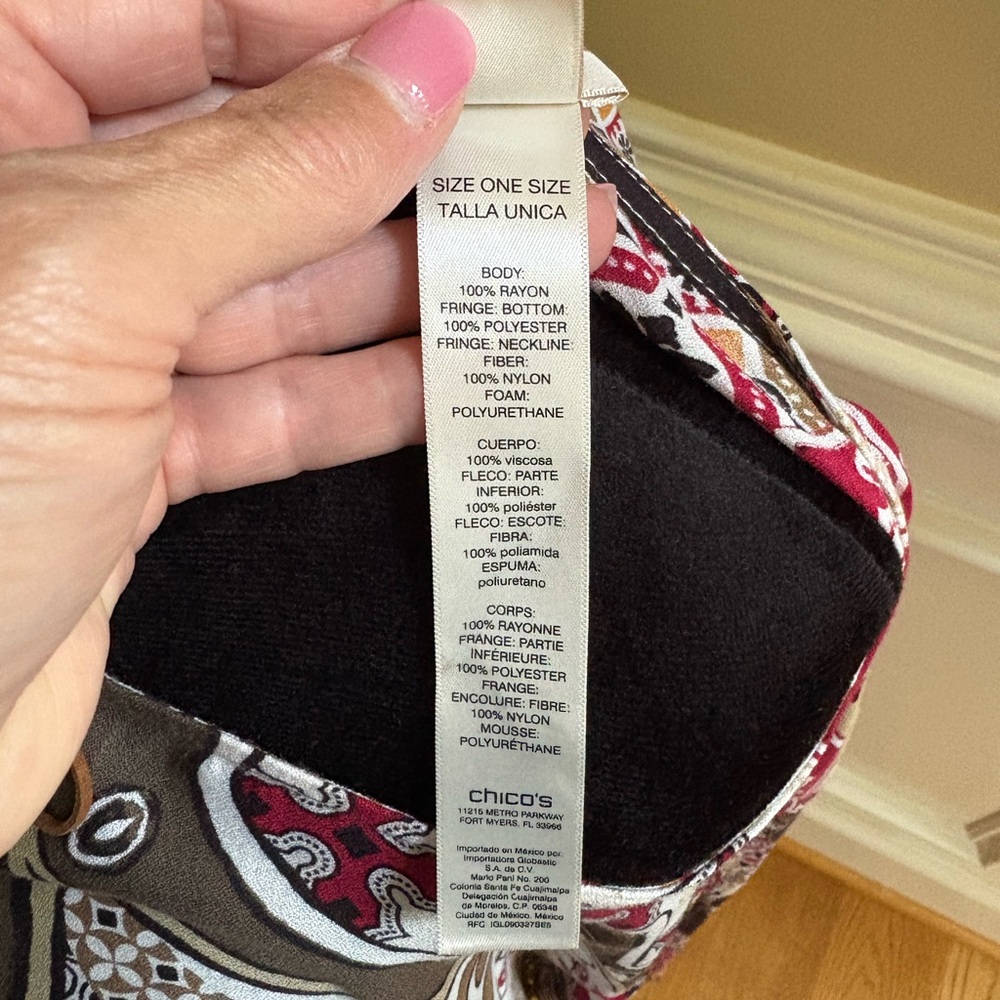 SIZE ONE SIZE
TALLA UNICA
BODY:
100% RAYON
FRINGE: BOTTOM:
100% POLYESTER
FRINGE: NECKLINE:
FIBER:
100% NYLON
FOAM:
POLYURETHANE
CUERPO:
100% viscosa
FLECO: PARTE
INFERIOR:
100% poliéster
FLECO: ESCOTE:
FIBRA:
100% poliamida
ESPUMA:
poliuretano
CORPS:
100% RAYONNE
FRANGE: PARTIE
INFÉRIEURE:
100% POLYESTER
FRANGE:
ENCOLURE: FIBRE:
100% NYLON
MOUSSE:
POLYURÉTHANE
chico's
11215 METRO PARKWAY
FORT MYERS, FL 33966
Importado en México por:
Importadora Globastic
S.A. de C.V
Mario Pani No. 200
Colonia Santa Fe Cuajimalpa
Delegación Cuajimalpa
de Morelos, C.P. 05348
Ciudad de México, México
RFC